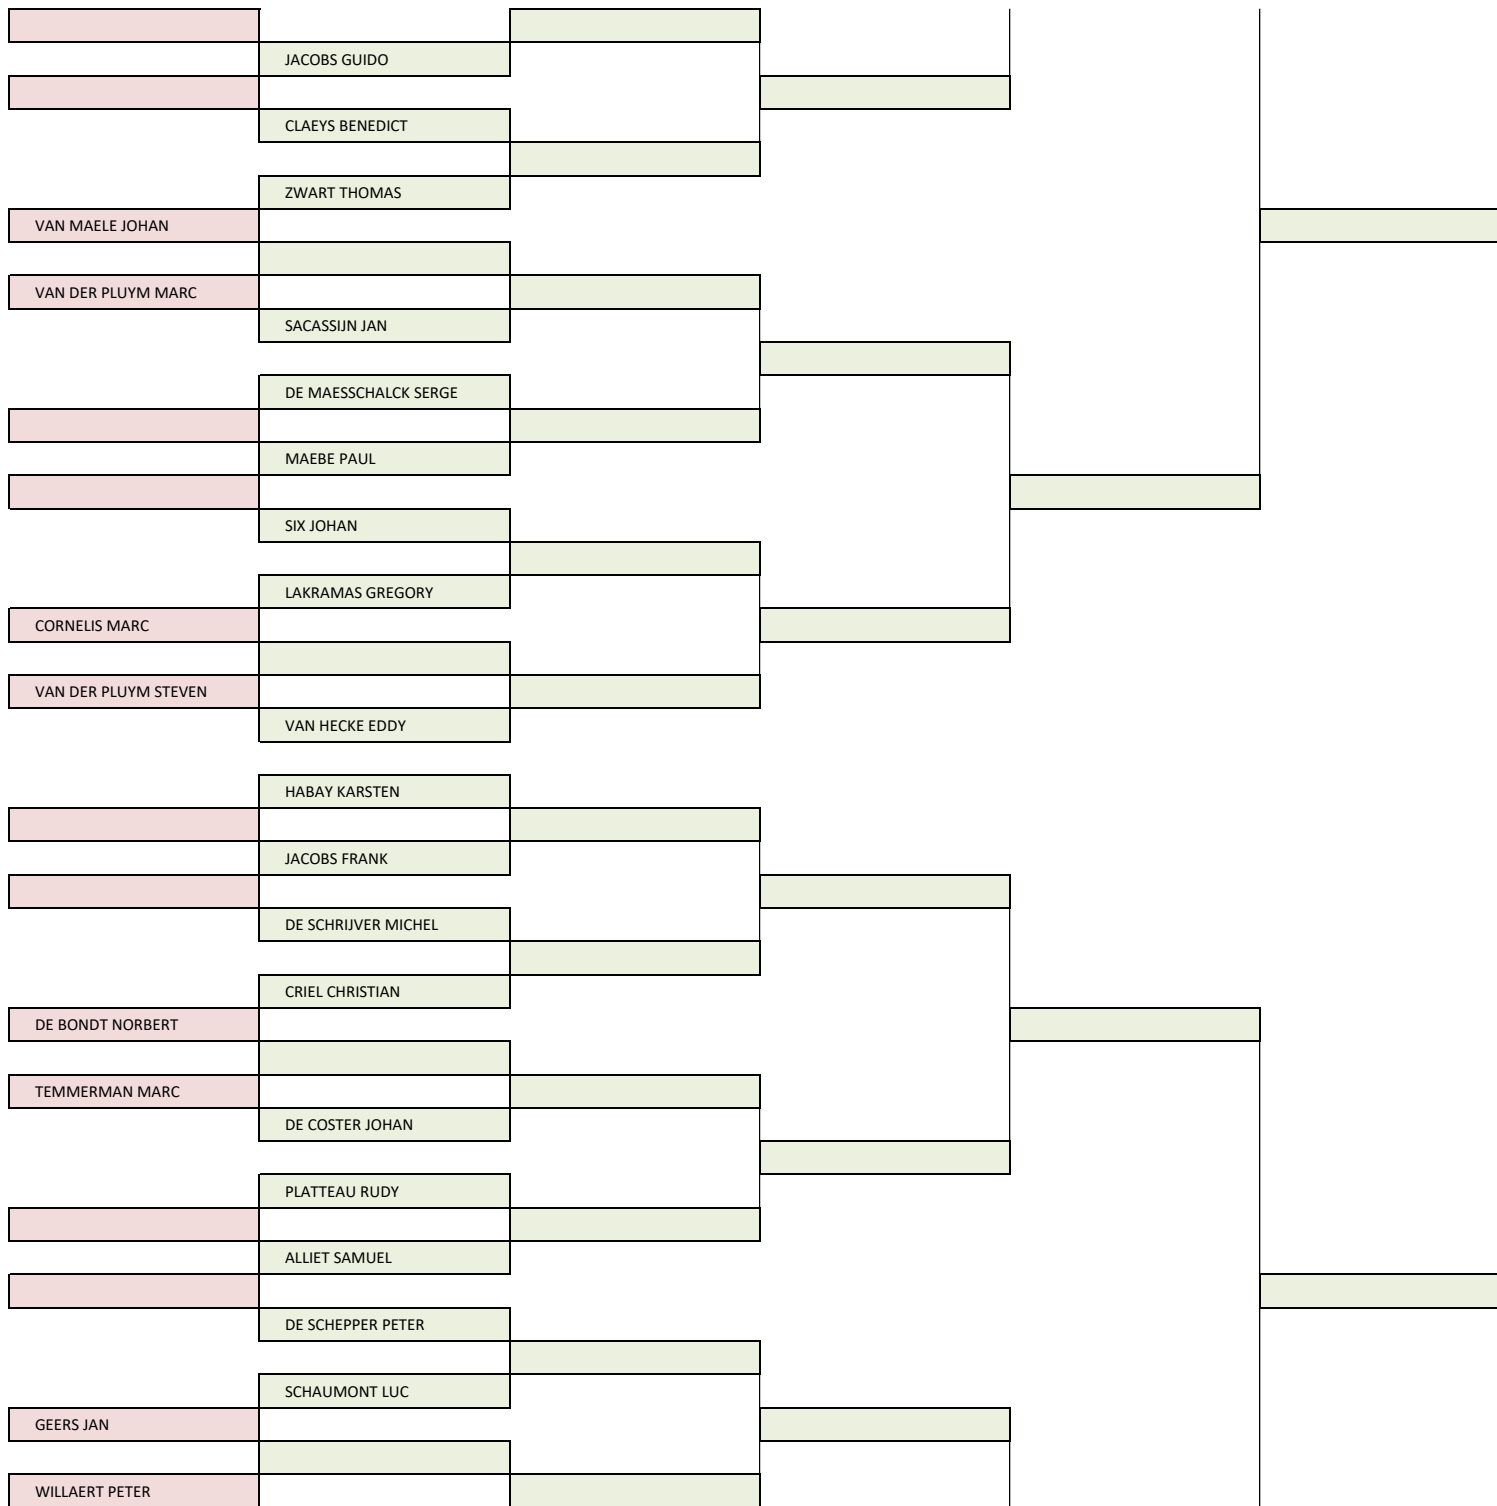 JACOBS GUIDO
CLAEYS BENEDICT
ZWART THOMAS
VAN MAELE JOHAN
VAN DER PLUYM MARC
SACASSIJN JAN
DE MAESSCHALCK SERGE
MAEBE PAUL
SIX JOHAN
LAKRAMAS GREGORY
CORNELIS MARC
VAN DER PLUYM STEVEN
VAN HECKE EDDY
HABAY KARSTEN
JACOBS FRANK
DE SCHRIJVER MICHEL
CRIEL CHRISTIAN
DE BONDT NORBERT
TEMMERMAN MARC
DE COSTER JOHAN
PLATTEAU RUDY
ALLIET SAMUEL
DE SCHEPPER PETER
SCHAUMONT LUC
GEERS JAN
WILLAERT PETER